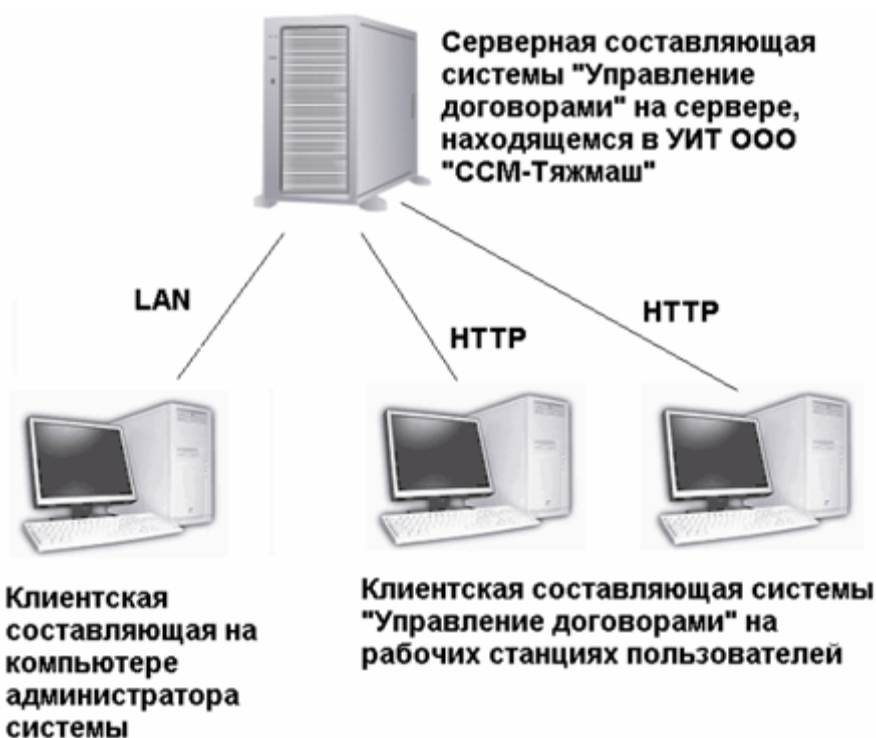 Серверная составляющая
системы "Управление
договорами" на сервере,
находящемся в УИТ ООО
"ССМ-Тяжмаш"
LAN
HTTP
HTTP
Клиентская
составляющая на
компьютере
администратора
системы
Клиентская составляющая системы
"Управление договорами" на
рабочих станциях пользователей